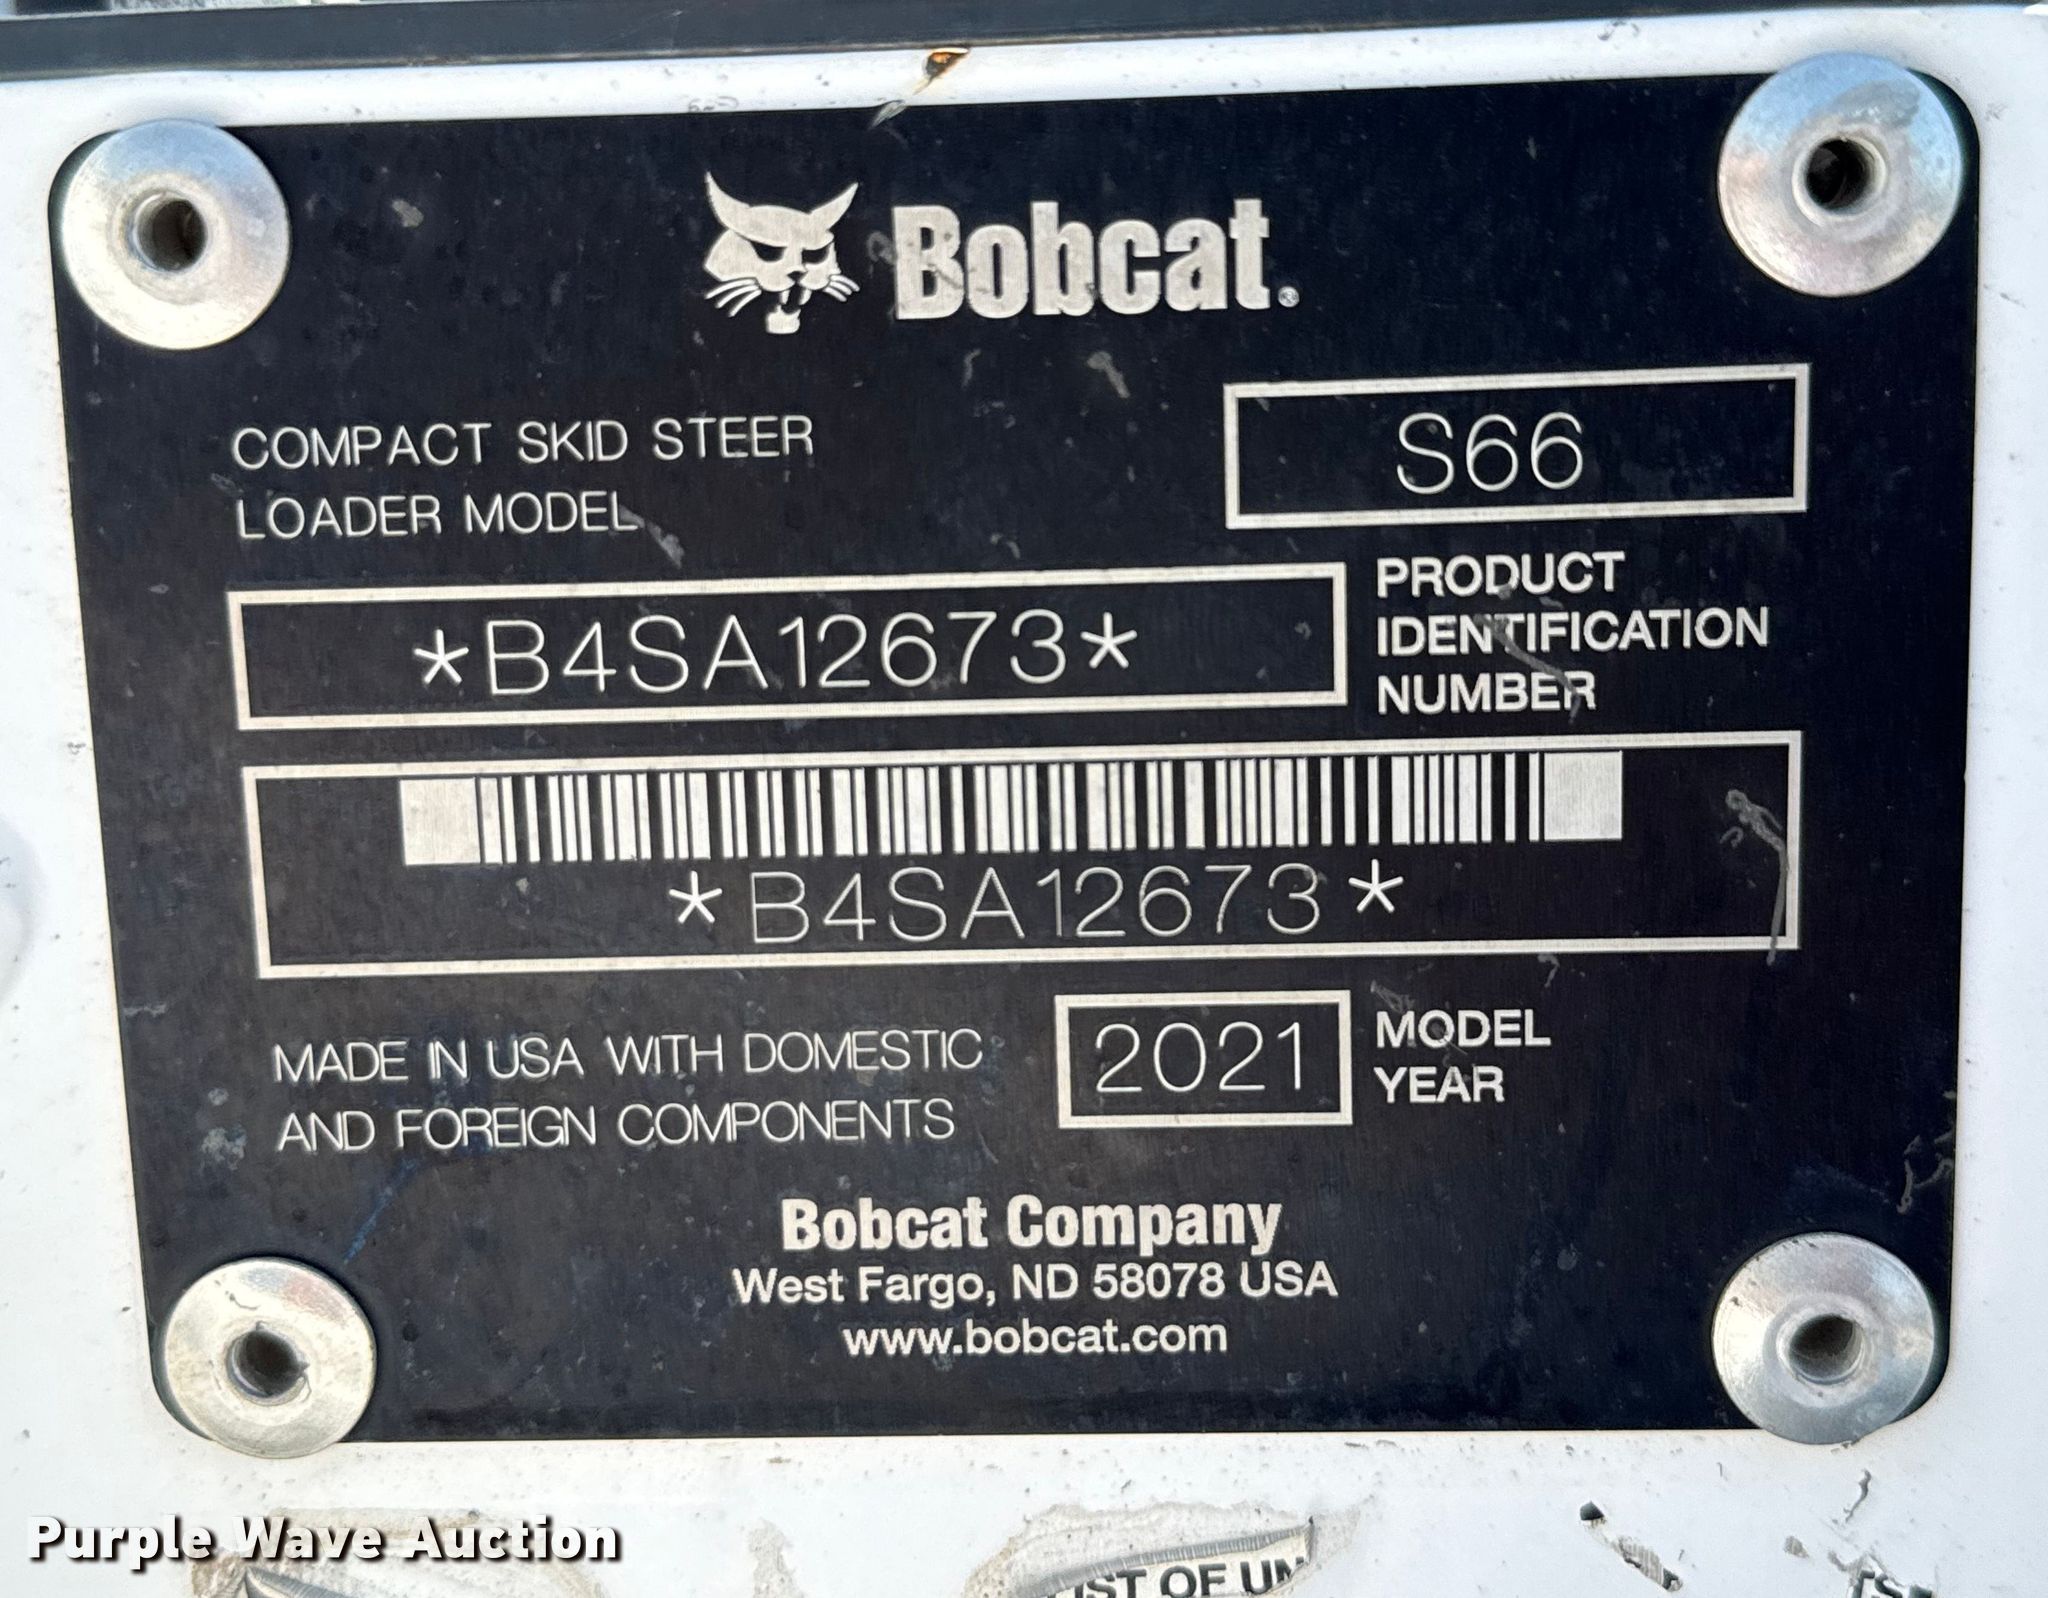 Bobcat®
COMPACT SKID STEER
LOADER MODEL
S66
*B4SA12673*
PRODUCT
IDENTIFICATION
NUMBER
*B4SA12673*
MADE IN USA WITH DOMESTIC
AND FOREIGN COMPONENTS
2021
MODEL
YEAR
Bobcat Company
West Fargo, ND 58078 USA
www.bobcat.com
Purple Wave Auction
OF